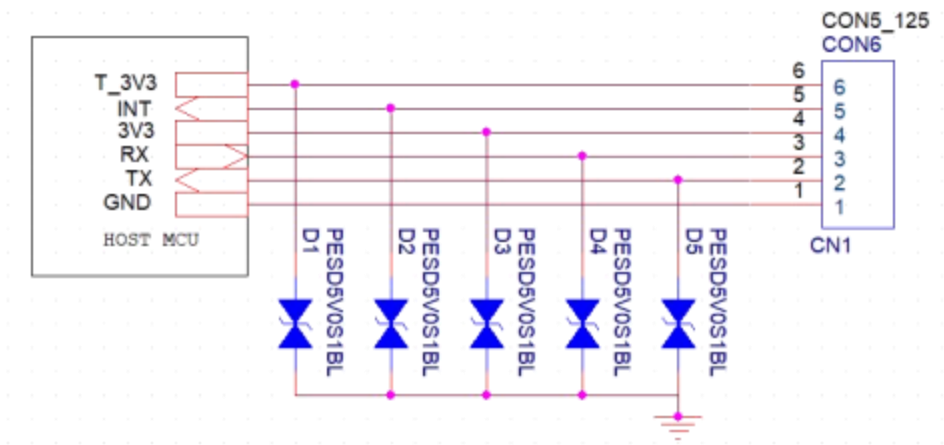 CON5_125
CON6
T_3V3
INT
3V3
RX
TX
GND
HOST MCU
6
5
4
3
2
1
6
5
4
3
2
1
CN1
D1
PESD5V0S1BL
D2
PESD5V0S1BL
D3
PESD5V0S1BL
D4
PESD5V0S1BL
D5
PESD5V0S1BL